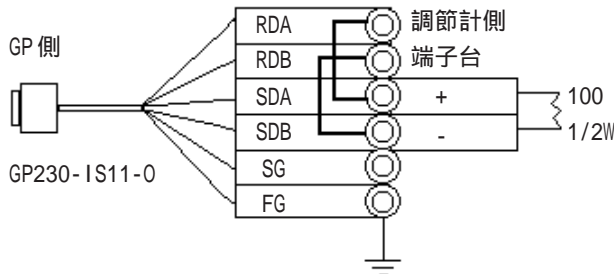 GP側
GP230-IS11-O
RDA
RDB
SDA
SDB
SG
FG
調節計側
端子台
+
-
100
1/2W